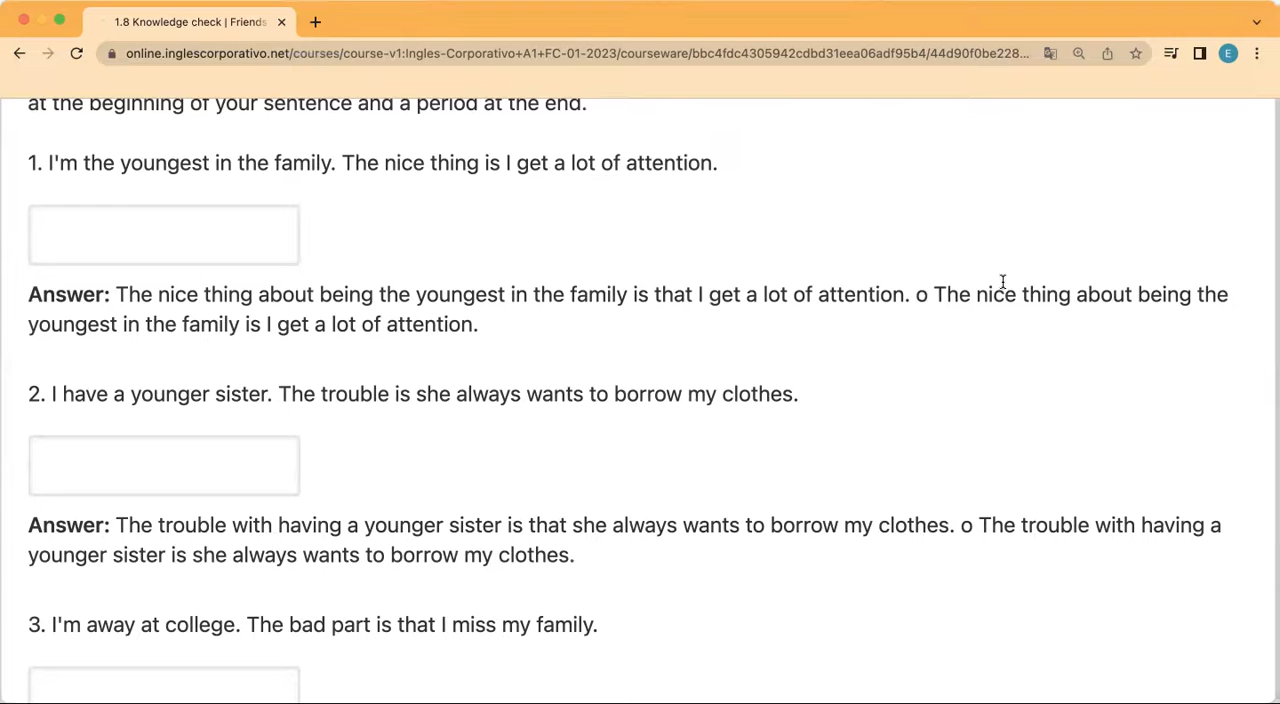 1.8 Knowledge check | Friends
online.inglescorporativo.net/courses/course-v1:Ingles-Corporativo+A1+FC-01-2023/courseware/bbc4fdc4305942cdbd31eea06adf95b4/44d90f0be228...
E
at the beginning of your sentence and a period at the end.
1. I'm the youngest in the family. The nice thing is I get a lot of attention.
Answer: The nice thing about being the youngest in the family is that I get a lot of attention. o The nice thing about being the
youngest in the family is I get a lot of attention.
2. I have a younger sister. The trouble is she always wants to borrow my clothes.
Answer: The trouble with having a younger sister is that she always wants to borrow my clothes. o The trouble with having a
younger sister is she always wants to borrow my clothes.
3. I'm away at college. The bad part is that I miss my family.